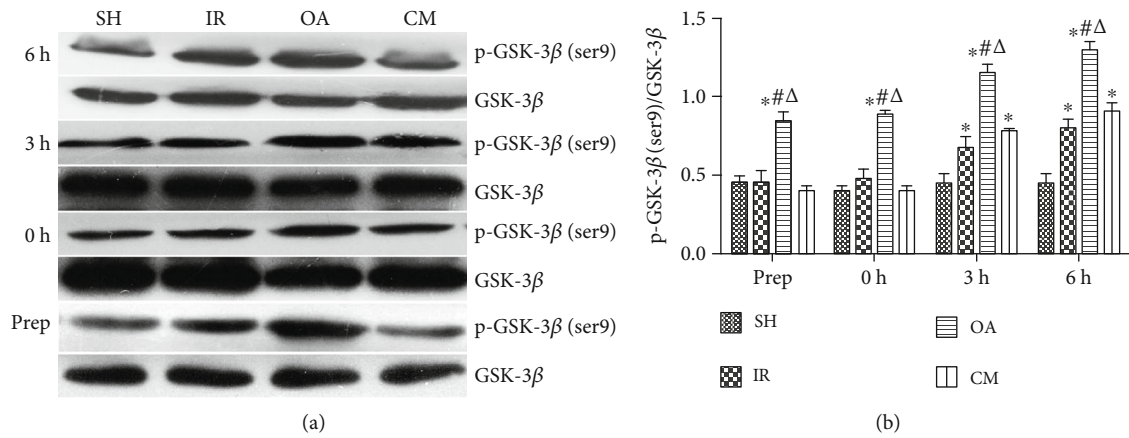 SH IR OA CM
6 h p-GSK-3β (ser9)
GSK-3β
3 h p-GSK-3β (ser9)
GSK-3β
0 h p-GSK-3β (ser9)
GSK-3β
Prep p-GSK-3β (ser9)
GSK-3β
(a)
p-GSK-3β (ser9)/GSK-3β
1.5
1.0
0.5
0.0
*#Δ
*#Δ
*
*#Δ
*
*
*#Δ
*
Prep 0 h 3 h 6 h
SH OA
IR CM
(b)